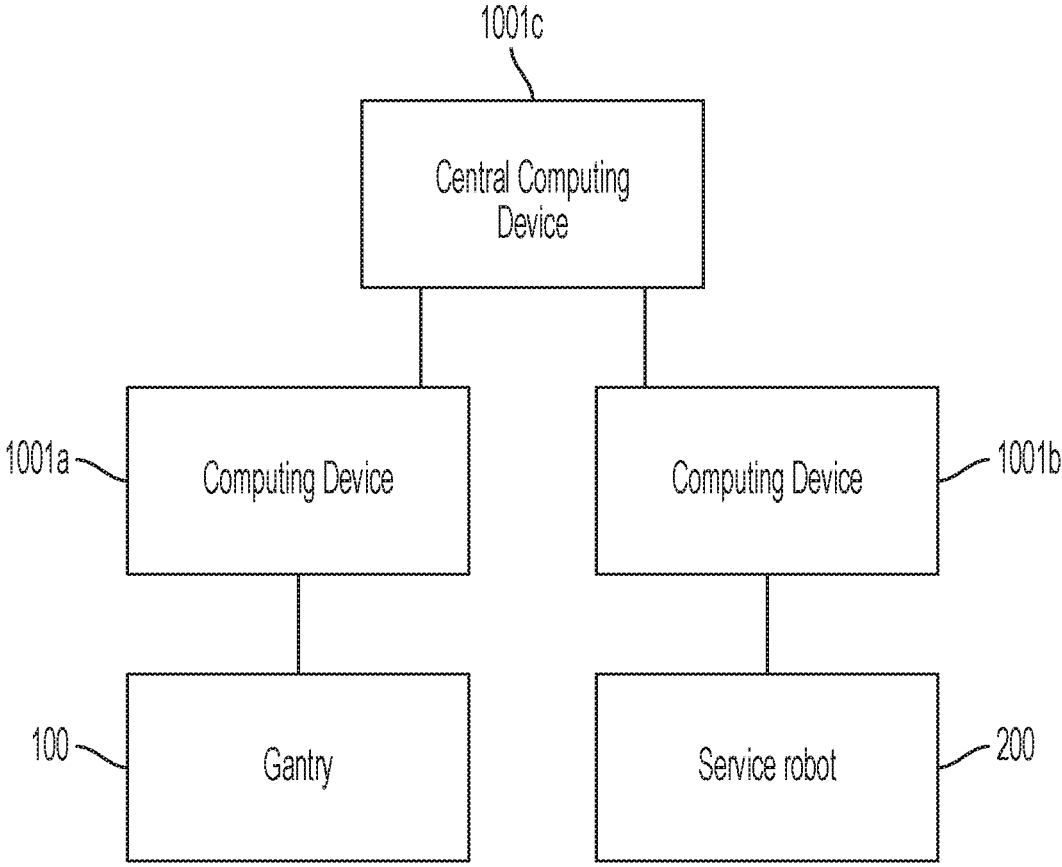 1001c
Central Computing
Device
1001a
Computing Device
Computing Device
1001b
100
Gantry
Service robot
200